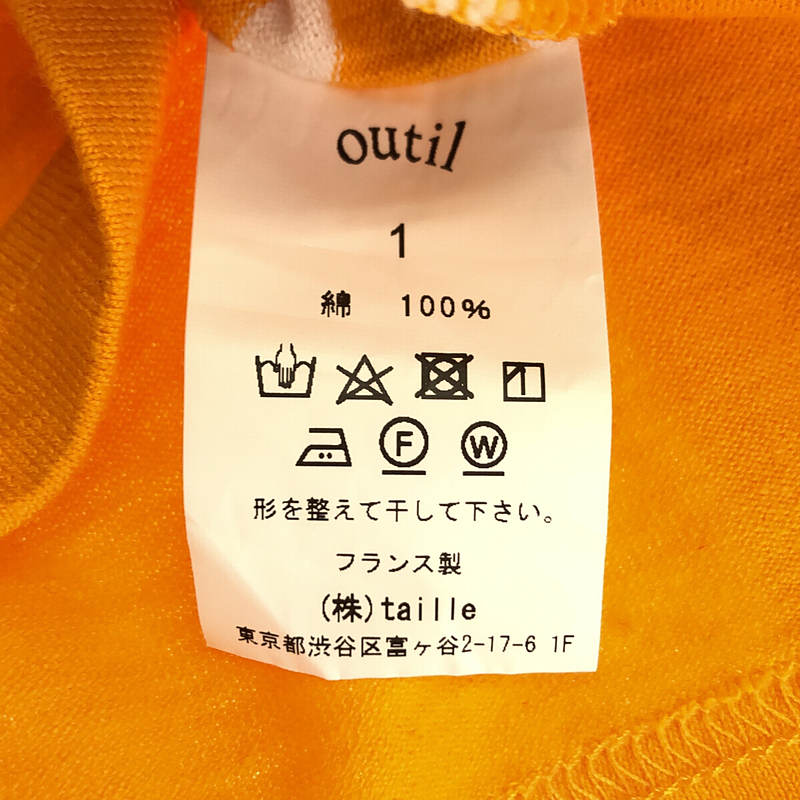 outil
1
綿 100%
F W
形を整えて干して下さい。
フランス製
(株)taille
東京都渋谷区富ヶ谷2-17-6 1F